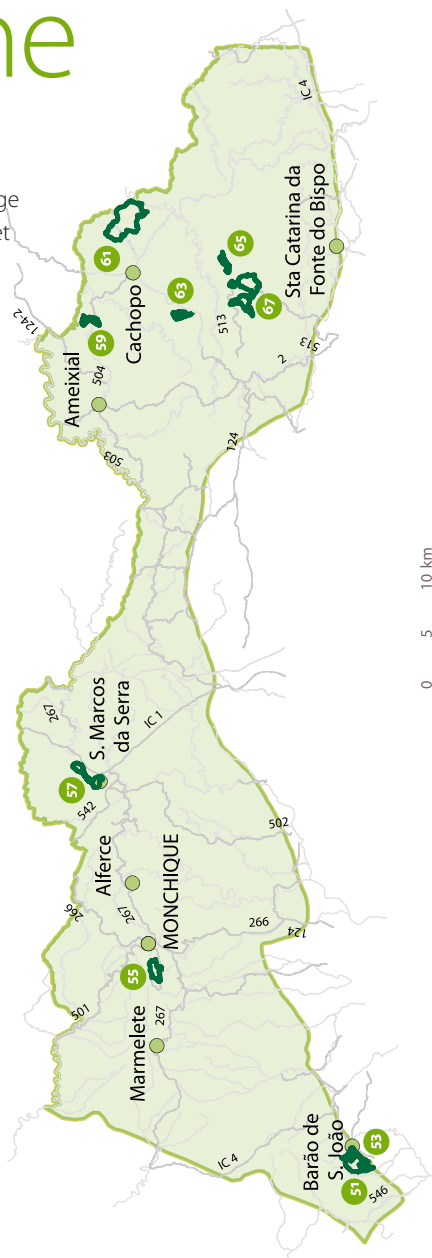 ne
ge
et
124-2
IC 4
61
59
Ameixial
504
Cachopo
63
65
67
513
Sta Catarina da
Fonte do Bispo
513
2
503
124
267
S. Marcos
da Serra
IC 1
57
542
Alferce
267
MONCHIQUE
502
266
266
124
55
501
Marmelete
267
Barão de
S. João
IC 4
53
51
546
0
5
10 km